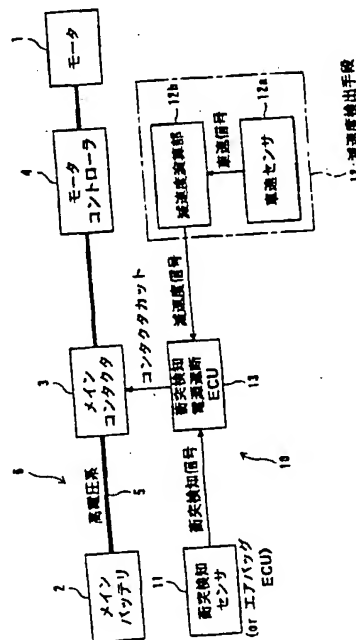 1
モータ
4
モータ
コントローラ
3
メイン
コンタクタ
6
高電圧系
5
2
メイン
バッテリ
コンタクタカット
12b
減速度演算部
車速信号
12a
車速センサ
12:減速度検出手段
減速度信号
衝突検知
電源遮断
ECU
13
衝突検知信号
10
11
衝突検知
センサ
(or エアバッグ
ECU)